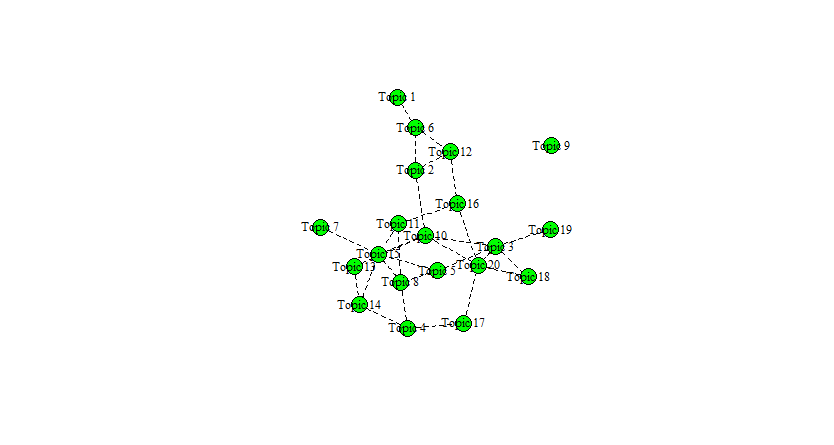 Topic 1
Topic 6
Topic 9
Topic 12
Topic 2
Topic 16
Topic 11
Topic 7
Topic 19
Topic 10
Topic 3
Topic 15
Topic 20
Topic 13
Topic 5
Topic 18
Topic 8
Topic 14
Topic 17
Topic 4